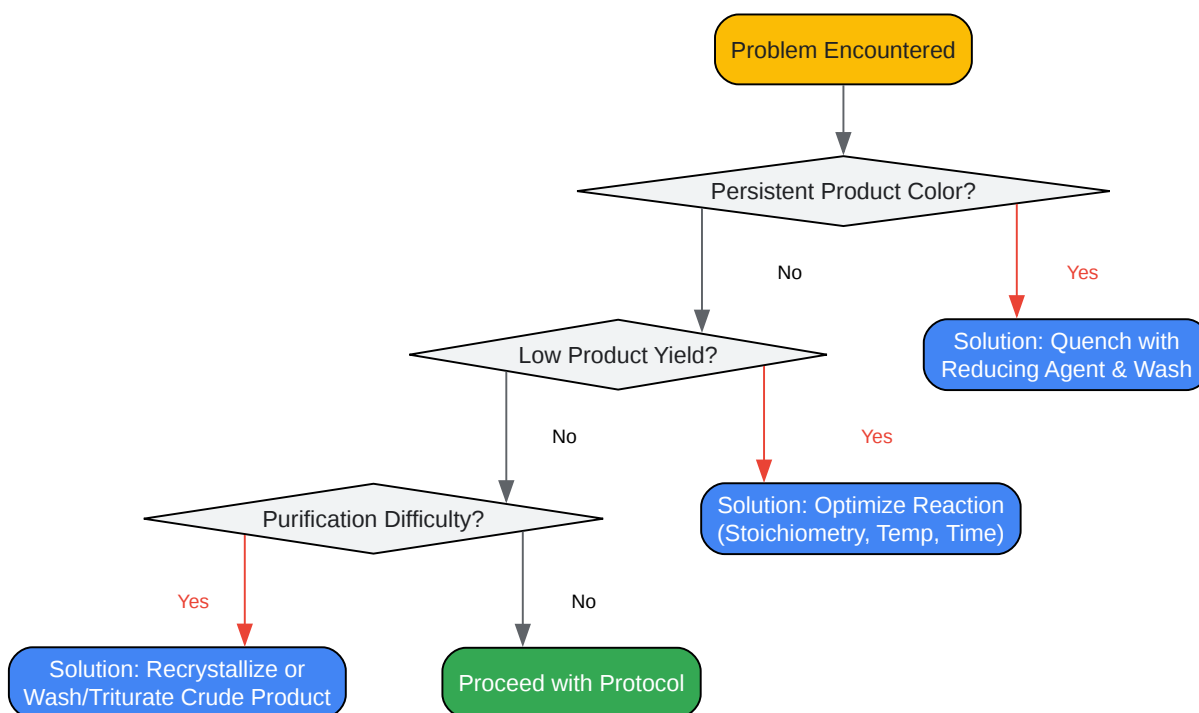 Problem Encountered
Persistent Product Color?
No
Yes
Solution: Quench with
Reducing Agent & Wash
Low Product Yield?
No
Yes
Solution: Optimize Reaction
(Stoichiometry, Temp, Time)
Purification Difficulty?
Yes
No
Solution: Recrystallize or
Wash/Triturate Crude Product
Proceed with Protocol